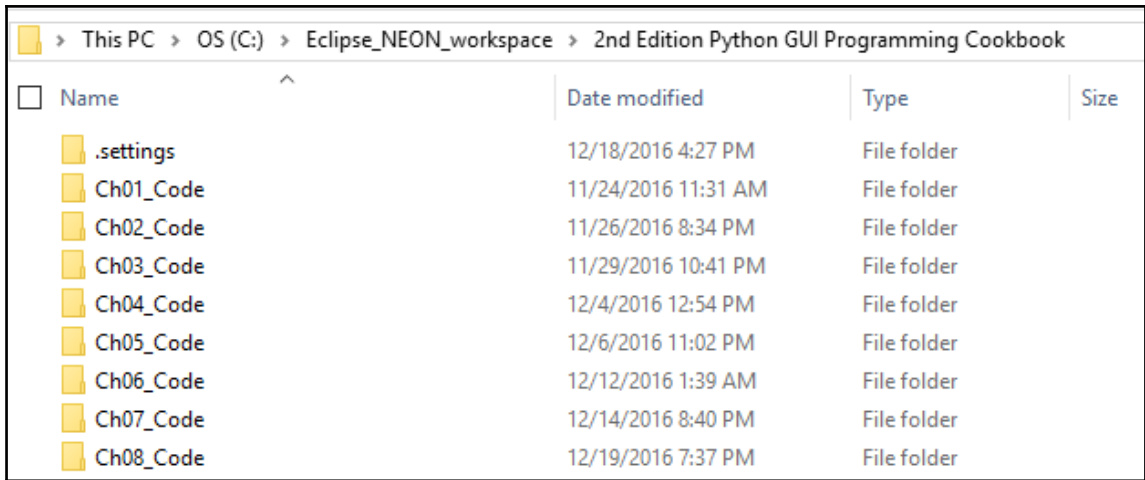 This PC > OS (C:) > Eclipse_NEON_workspace > 2nd Edition Python GUI Programming Cookbook
Name Date modified Type Size
.settings 12/18/2016 4:27 PM File folder
Ch01_Code 11/24/2016 11:31 AM File folder
Ch02_Code 11/26/2016 8:34 PM File folder
Ch03_Code 11/29/2016 10:41 PM File folder
Ch04_Code 12/4/2016 12:54 PM File folder
Ch05_Code 12/6/2016 11:02 PM File folder
Ch06_Code 12/12/2016 1:39 AM File folder
Ch07_Code 12/14/2016 8:40 PM File folder
Ch08_Code 12/19/2016 7:37 PM File folder